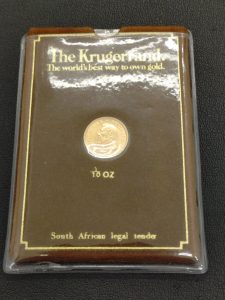 The Krugerrand.
The world's best way to own gold.
1/10 OZ
South African legal tender